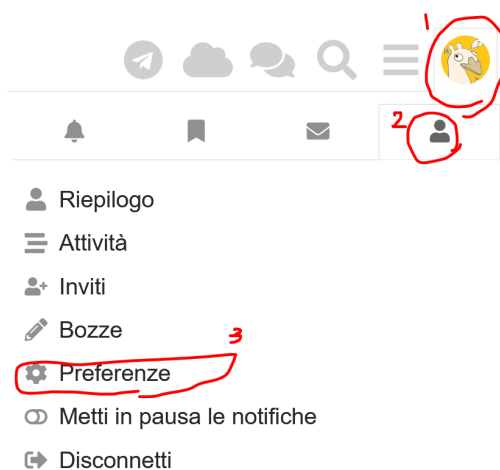 1
2
Riepilogo
Attività
Inviti
Bozze
3
Preferenze
Metti in pausa le notifiche
Disconnetti